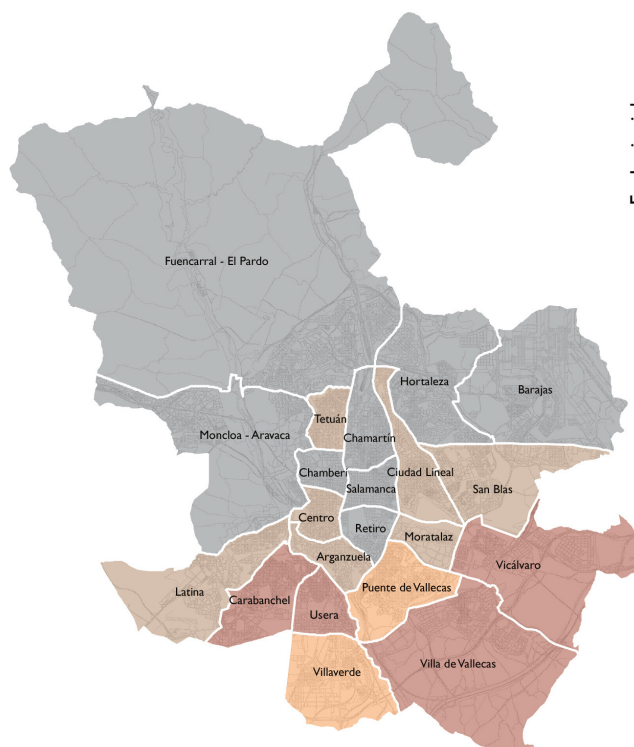 Fuencarral - El Pardo
Hortaleza
Barajas
Tetuán
Moncloa - Aravaca
Chamartín
Chamberí
Ciudad Lineal
Salamanca
San Blas
Centro
Retiro
Moratalaz
Arganzuela
Vicálvaro
Latina
Carabanchel
Puente de Vallecas
Usera
Villaverde
Villa de Vallecas